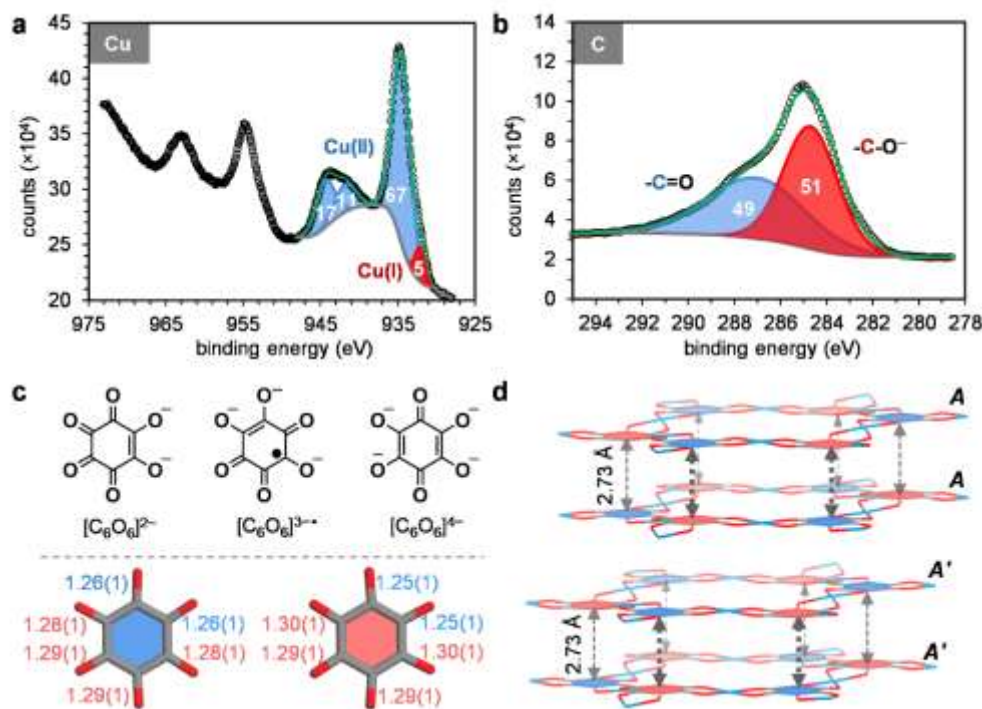 a
Cu
45
40
35
30
25
20
counts (×10⁴)
Cu(II)
17
11
67
Cu(I)
5
975 965 955 945 935 925
binding energy (eV)
b
C
14
12
10
8
6
4
2
0
counts (×10⁴)
-C=O
49
-C-O⁻
51
294 292 290 288 286 284 282 280 278
binding energy (eV)
c
O O O⁻ O⁻ O O
[C₆O₆]²⁻
O⁻ O O⁻ O O ⁻O
[C₆O₆]³⁻•
O O⁻ O⁻ O O⁻ ⁻O
[C₆O₆]⁴⁻
1.26(1)
1.28(1) 1.26(1)
1.29(1) 1.28(1)
1.29(1)
1.25(1)
1.30(1) 1.25(1)
1.29(1) 1.30(1)
1.29(1)
d
A
2.73 Å
A
A'
2.73 Å
A'